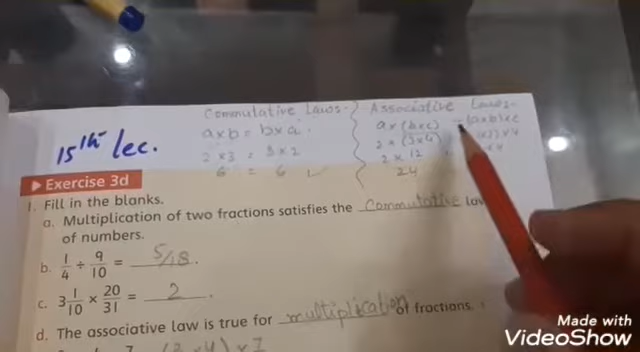 Commutative Laws- Associative Laws-
a×b = b×a. a×(b×c) = (a×b)×c
2×3 = 3×2 2×(3×4) ×4
6 = 6 2×12
24
15th lec.
▶ Exercise 3d
1. Fill in the blanks.
a. Multiplication of two fractions satisfies the Commutative law
of numbers.
b. 1/4 ÷ 9/10 = 5/18.
c. 3 1/10 × 20/31 = 2.
d. The associative law is true for multiplication of fractions.
Made with
VideoShow